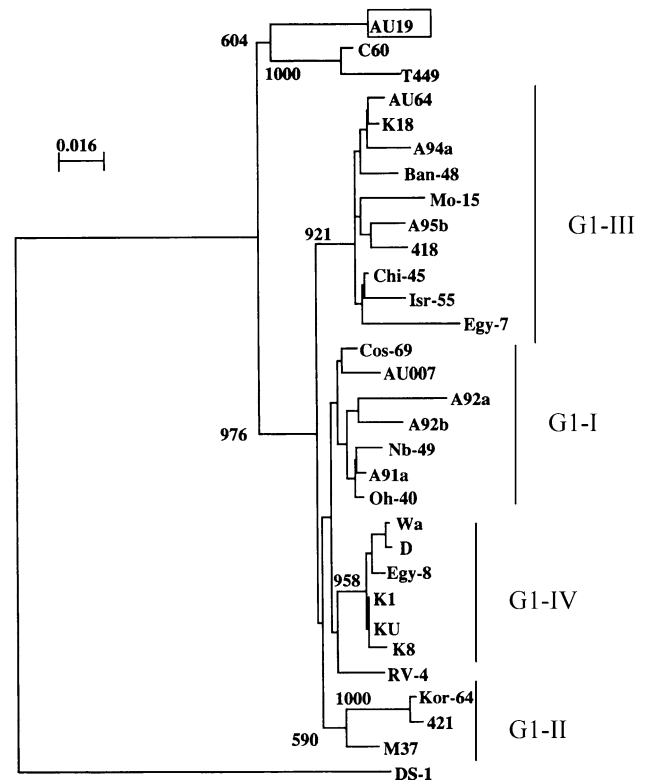 AU19
604
C60
1000
T449
AU64
K18
0.016
A94a
Ban-48
Mo-15
A95b
G1-III
921
418
Chi-45
Isr-55
Egy-7
Cos-69
AU007
A92a
A92b
G1-I
976
Nb-49
A91a
Oh-40
Wa
D
Egy-8
958
K1
G1-IV
KU
K8
RV-4
Kor-64
1000
421
G1-II
590
M37
DS-1